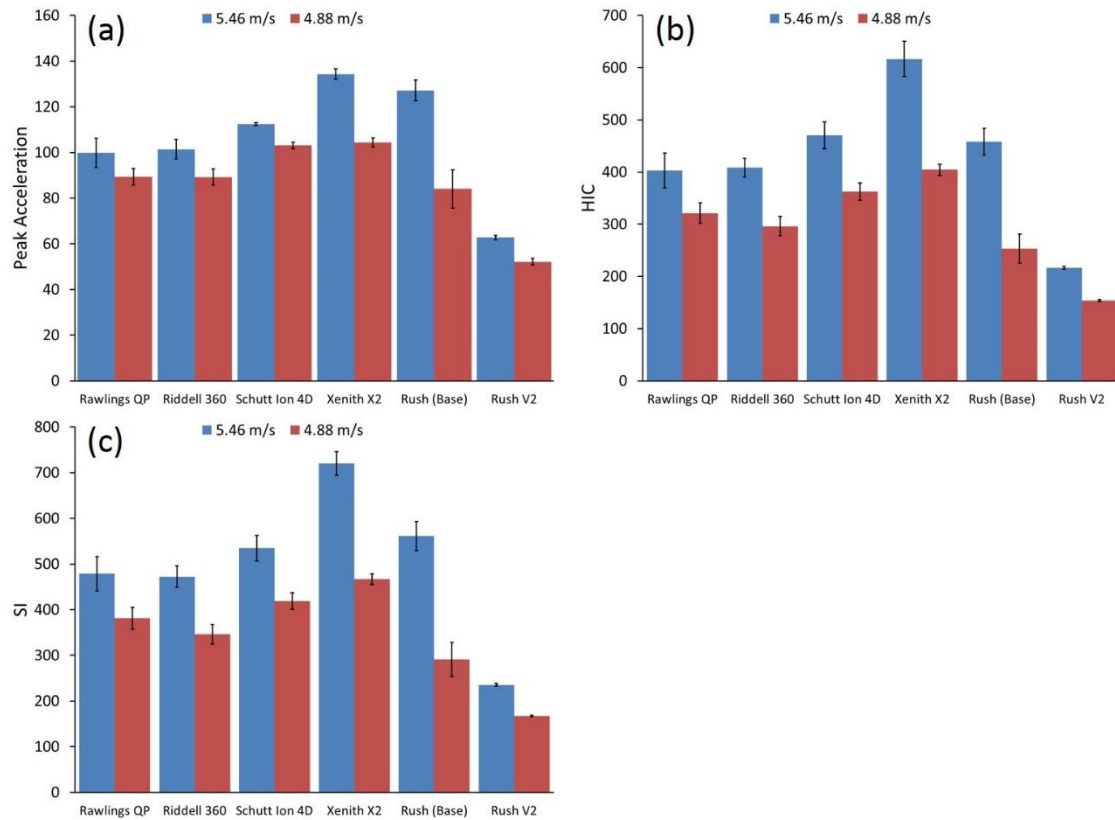 (a)
5.46 m/s 4.88 m/s
Peak Acceleration
160
140
120
100
80
60
40
20
0
Rawlings QP Riddell 360 Schutt Ion 4D Xenith X2 Rush (Base) Rush V2
(b)
5.46 m/s 4.88 m/s
HIC
700
600
500
400
300
200
100
0
Rawlings QP Riddell 360 Schutt Ion 4D Xenith X2 Rush (Base) Rush V2
(c)
5.46 m/s 4.88 m/s
SI
800
700
600
500
400
300
200
100
0
Rawlings QP Riddell 360 Schutt Ion 4D Xenith X2 Rush (Base) Rush V2